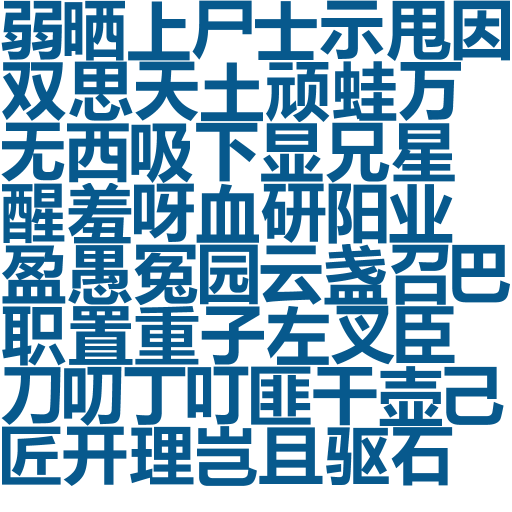 弱晒上尸士示甩因
双思天土顽蛙万
无西吸下显兄星
醒羞呀血研阳业
盈愚冤园云盏召巴
职置重子左叉臣
刀叨丁叮匪干壶己
匠开理岂且驱石